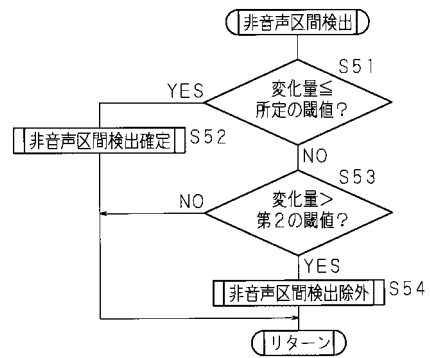 非音声区間検出
S51
変化量≦
所定の閾値?
YES
非音声区間検出確定
S52
NO
S53
変化量>
第2の閾値?
NO
YES
非音声区間検出除外
S54
リターン